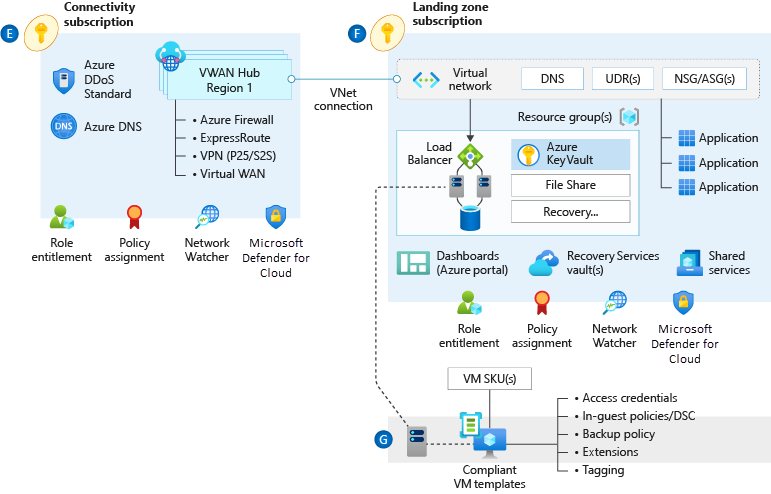 E
Connectivity
subscription
Azure
DDoS
Standard
DNS
Azure DNS
VWAN Hub
Region 1
• Azure Firewall
• ExpressRoute
• VPN (P25/S2S)
• Virtual WAN
Role
entitlement
Policy
assignment
Network
Watcher
Microsoft
Defender for
Cloud
VNet
connection
F
Landing zone
subscription
Virtual
network
DNS
UDR(s)
NSG/ASG(s)
Resource group(s)
Load
Balancer
Azure
KeyVault
File Share
Recovery...
Application
Application
Application
Dashboards
(Azure portal)
Recovery Services
vault(s)
Shared
services
Role
entitlement
Policy
assignment
Network
Watcher
Microsoft
Defender for
Cloud
VM SKU(s)
G
Compliant
VM templates
• Access credentials
• In-guest policies/DSC
• Backup policy
• Extensions
• Tagging